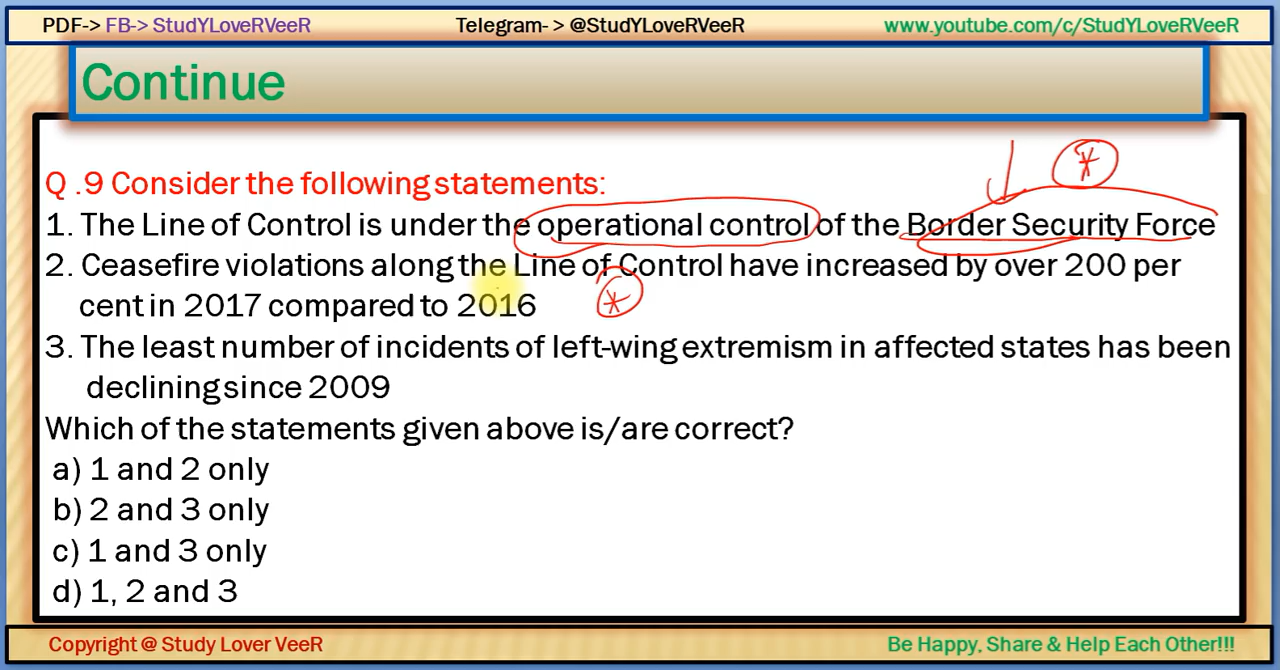 PDF-> FB-> StudYLoveRVeeR Telegram- > @StudYLoveRVeeR www.youtube.com/c/StudYLoveRVeeR
Continue
Q .9 Consider the following statements:
1. The Line of Control is under the operational control of the Border Security Force
2. Ceasefire violations along the Line of Control have increased by over 200 per
cent in 2017 compared to 2016
3. The least number of incidents of left-wing extremism in affected states has been
declining since 2009
Which of the statements given above is/are correct?
a) 1 and 2 only
b) 2 and 3 only
c) 1 and 3 only
d) 1, 2 and 3
Copyright @ Study Lover VeeR Be Happy, Share & Help Each Other!!!